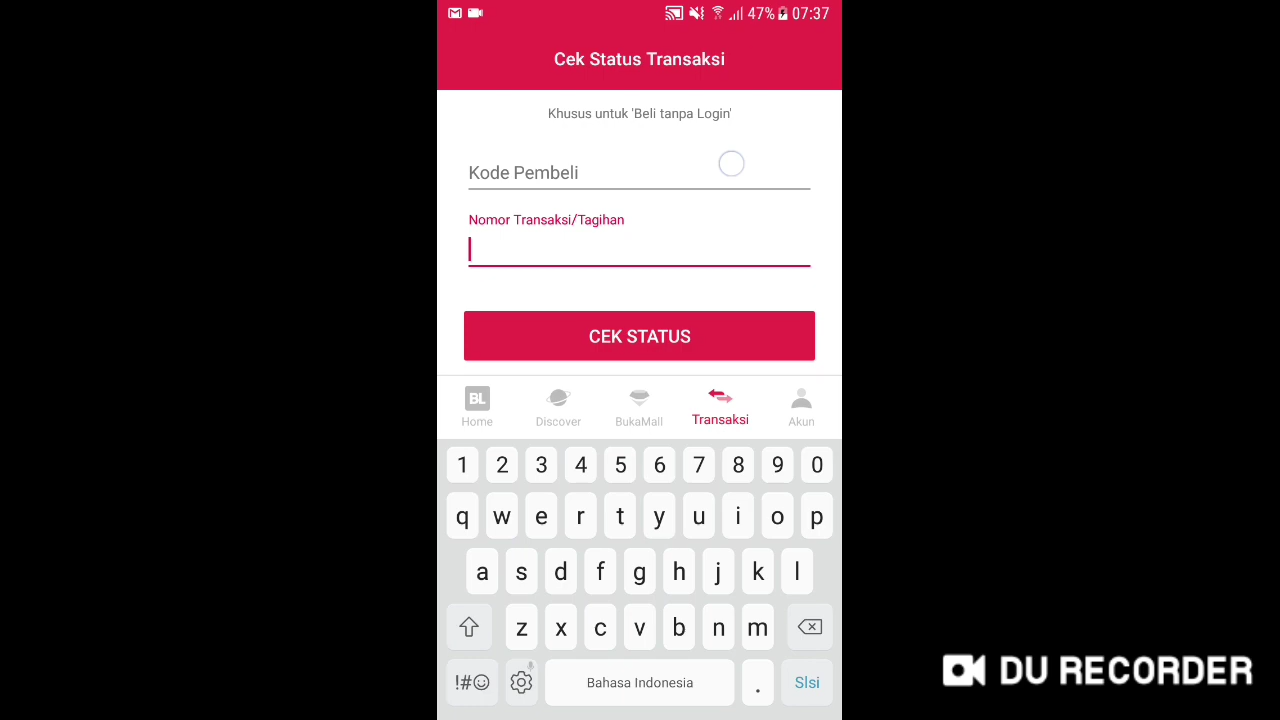 47% 07:37
Cek Status Transaksi
Khusus untuk 'Beli tanpa Login'
Kode Pembeli
Nomor Transaksi/Tagihan
CEK STATUS
BL
Home Discover BukaMall Transaksi Akun
1 2 3 4 5 6 7 8 9 0
q w e r t y u i o p
a s d f g h j k l
z x c v b n m
!#☺ Bahasa Indonesia . Slsi
DU RECORDER